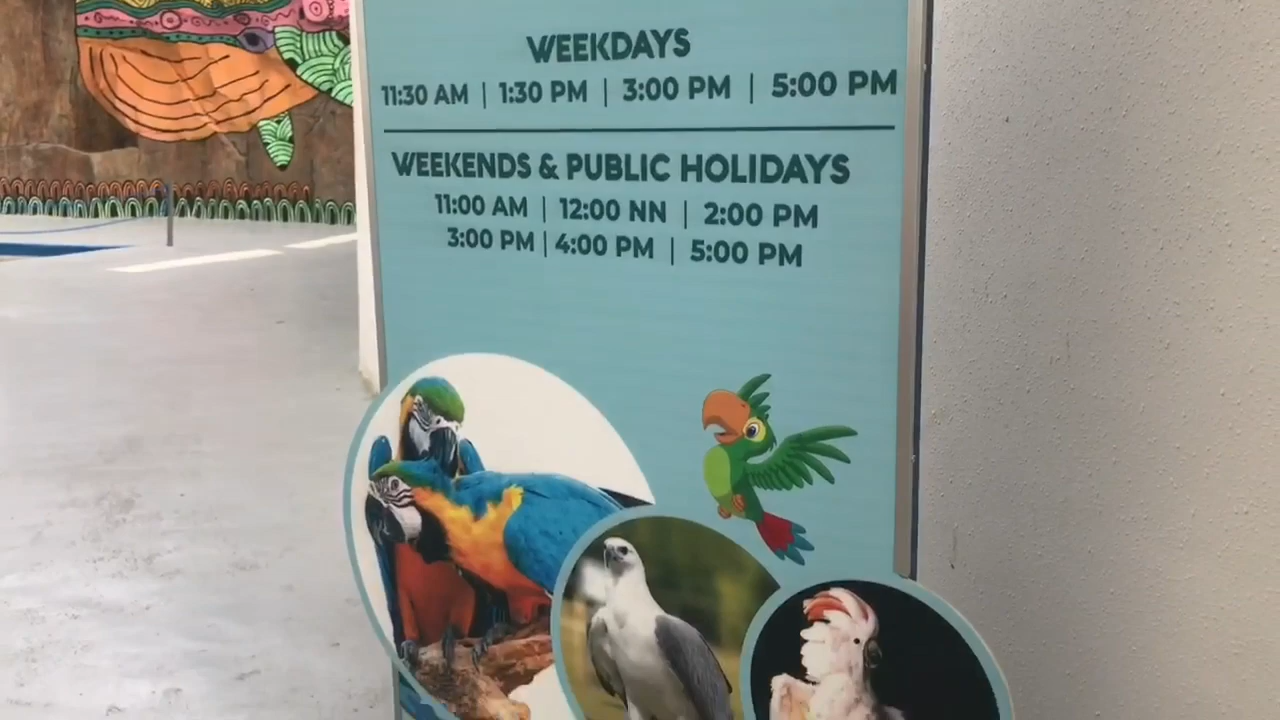 WEEKDAYS
11:30 AM | 1:30 PM | 3:00 PM | 5:00 PM
WEEKENDS & PUBLIC HOLIDAYS
11:00 AM | 12:00 NN | 2:00 PM
3:00 PM | 4:00 PM | 5:00 PM